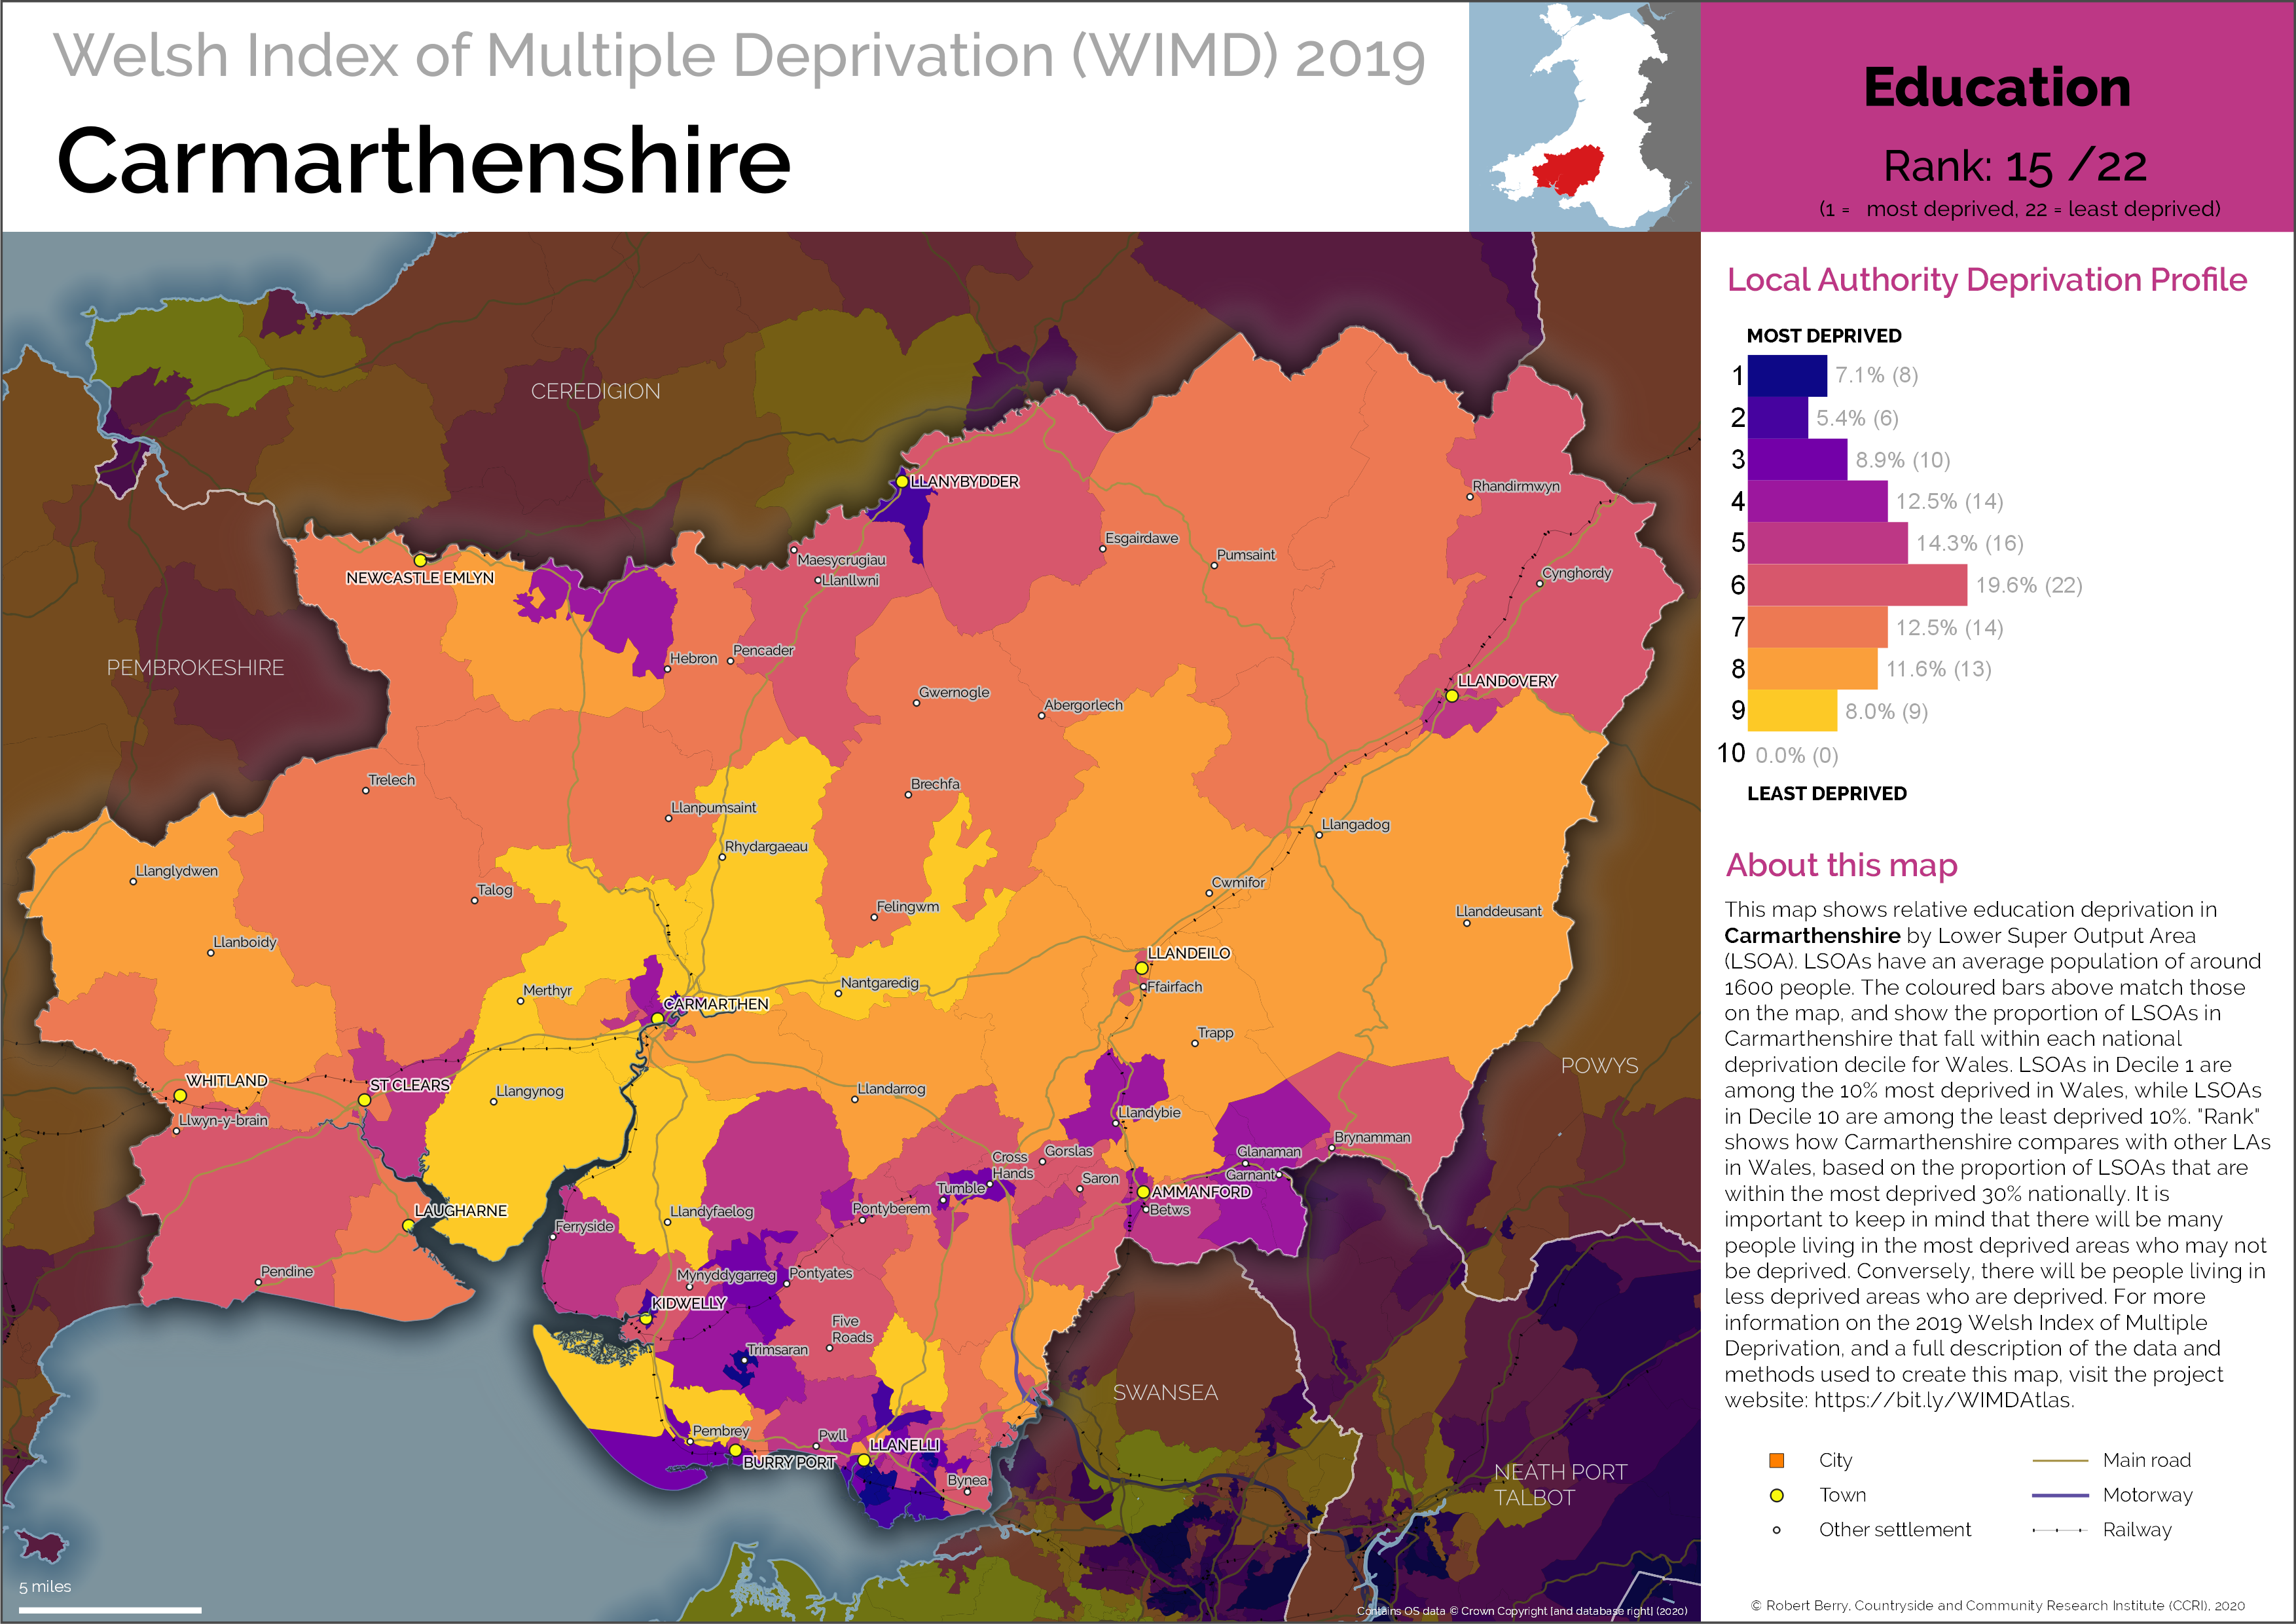 Welsh Index of Multiple Deprivation (WIMD) 2019
Carmarthenshire
Education
Rank: 15 /22
(1 = most deprived, 22 = least deprived)
Local Authority Deprivation Profile
MOST DEPRIVED
1 7.1% (8)
2 5.4% (6)
3 8.9% (10)
4 12.5% (14)
5 14.3% (16)
6 19.6% (22)
7 12.5% (14)
8 11.6% (13)
9 8.0% (9)
10 0.0% (0)
LEAST DEPRIVED
About this map
This map shows relative education deprivation in
Carmarthenshire by Lower Super Output Area
(LSOA). LSOAs have an average population of around
1600 people. The coloured bars above match those
on the map, and show the proportion of LSOAs in
Carmarthenshire that fall within each national
deprivation decile for Wales. LSOAs in Decile 1 are
among the 10% most deprived in Wales, while LSOAs
in Decile 10 are among the least deprived 10%. "Rank"
shows how Carmarthenshire compares with other LAs
in Wales, based on the proportion of LSOAs that are
within the most deprived 30% nationally. It is
important to keep in mind that there will be many
people living in the most deprived areas who may not
be deprived. Conversely, there will be people living in
less deprived areas who are deprived. For more
information on the 2019 Welsh Index of Multiple
Deprivation, and a full description of the data and
methods used to create this map, visit the project
website: https://bit.ly/WIMDAtlas.
City
Town
Other settlement
Main road
Motorway
Railway
© Robert Berry, Countryside and Community Research Institute (CCRI), 2020
CEREDIGION
LLANYBYDDER
Rhandirmwyn
Esgairdawe
Pumsaint
Maesycrugiau
Llanllwni
NEWCASTLE EMLYN
Cynghordy
PEMBROKESHIRE
Hebron
Pencader
Gwernogle
Abergorlech
LLANDOVERY
Trelech
Brechfa
Llanpumsaint
Llangadog
Rhydargaeau
Llanglydwen
Talog
Cwmifor
Felingwm
Llanddeusant
Llanboidy
LLANDEILO
Ffairfach
Merthyr
Nantgaredig
CARMARTHEN
Trapp
POWYS
WHITLAND
ST CLEARS
Llangynog
Llandarrog
Llwyn-y-brain
Llandybie
Brynamman
Glanaman
Garnant
Gorslas
Cross
Hands
Saron
Tumble
AMMANFORD
Betws
LAUGHARNE
Llandyfaelog
Pontyberem
Ferryside
Pendine
Mynyddygarreg
Pontyates
KIDWELLY
Five
Roads
Trimsaran
SWANSEA
Pembrey
Pwll
LLANELLI
BURRY PORT
Bynea
NEATH PORT
TALBOT
5 miles
Contains OS data © Crown Copyright [and database right] (2020)